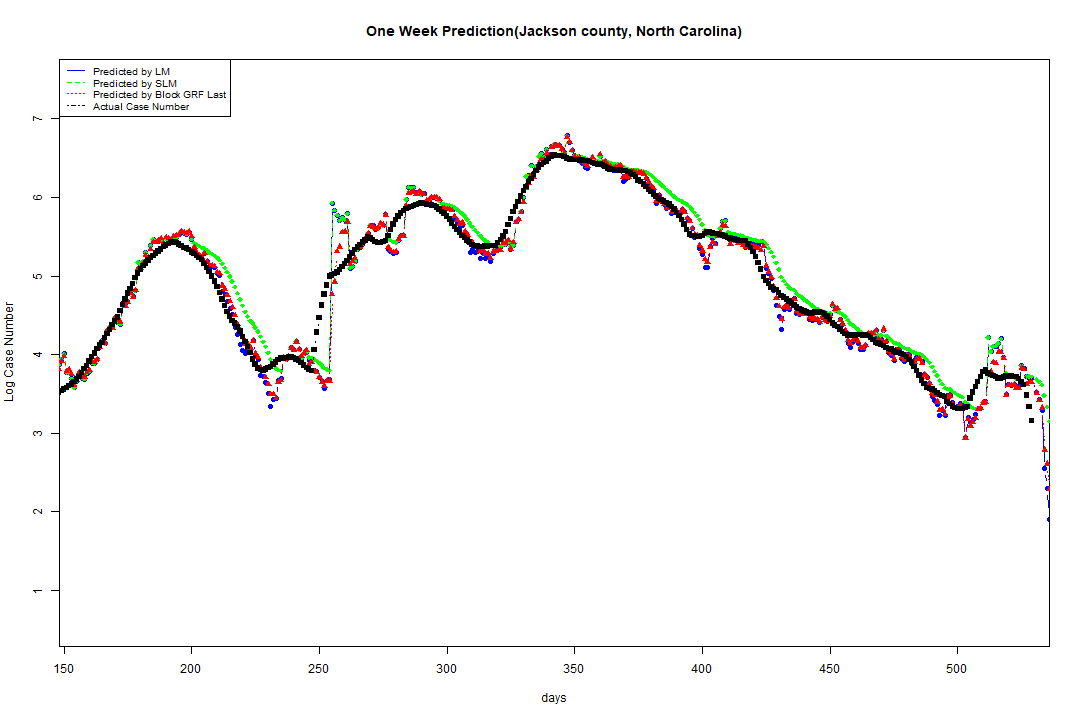 One Week Prediction(Jackson county, North Carolina)
Predicted by LM
Predicted by SLM
Predicted by Block GRF Last
Actual Case Number
7
6
5
4
3
2
1
Log Case Number
150 200 250 300 350 400 450 500
days